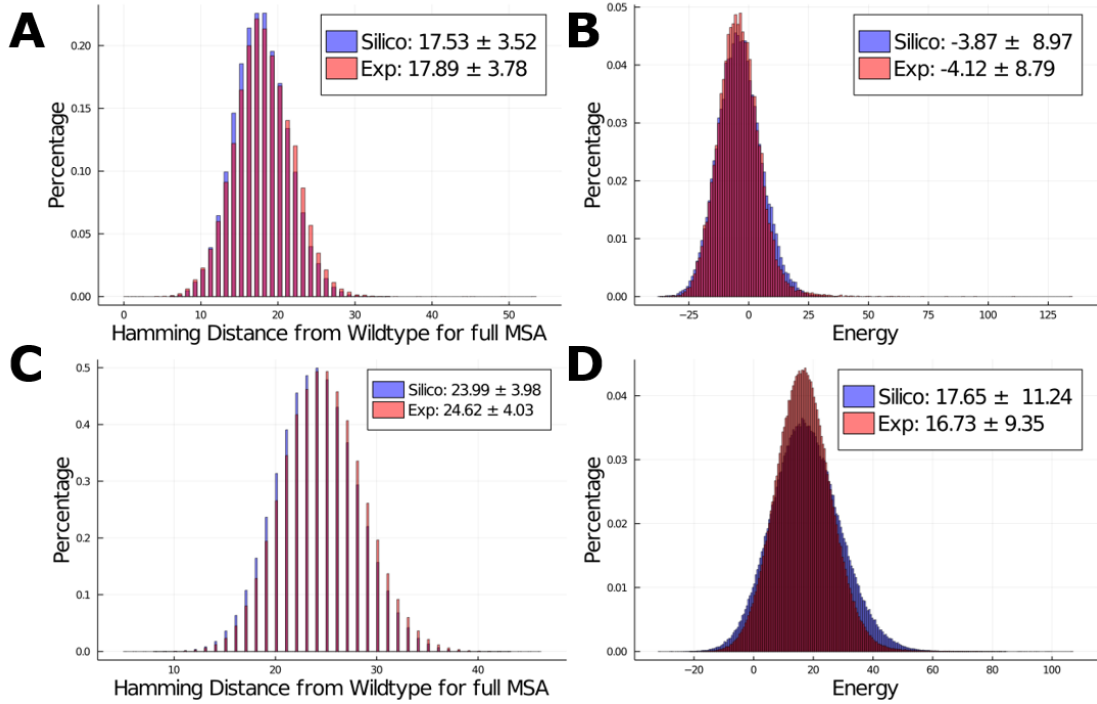 A
Percentage
0.20
0.15
0.10
0.05
0.00
Silico: 17.53 ± 3.52
Exp: 17.89 ± 3.78
0
10
20
30
40
50
Hamming Distance from Wildtype for full MSA
B
Percentage
0.05
0.04
0.03
0.02
0.01
0.00
Silico: -3.87 ± 8.97
Exp: -4.12 ± 8.79
-25
0
25
50
75
100
125
Energy
C
Percentage
0.5
0.4
0.3
0.2
0.1
0.0
Silico: 23.99 ± 3.98
Exp: 24.62 ± 4.03
10
20
30
40
Hamming Distance from Wildtype for full MSA
D
Percentage
0.04
0.03
0.02
0.01
0.00
Silico: 17.65 ± 11.24
Exp: 16.73 ± 9.35
-20
0
20
40
60
80
100
Energy